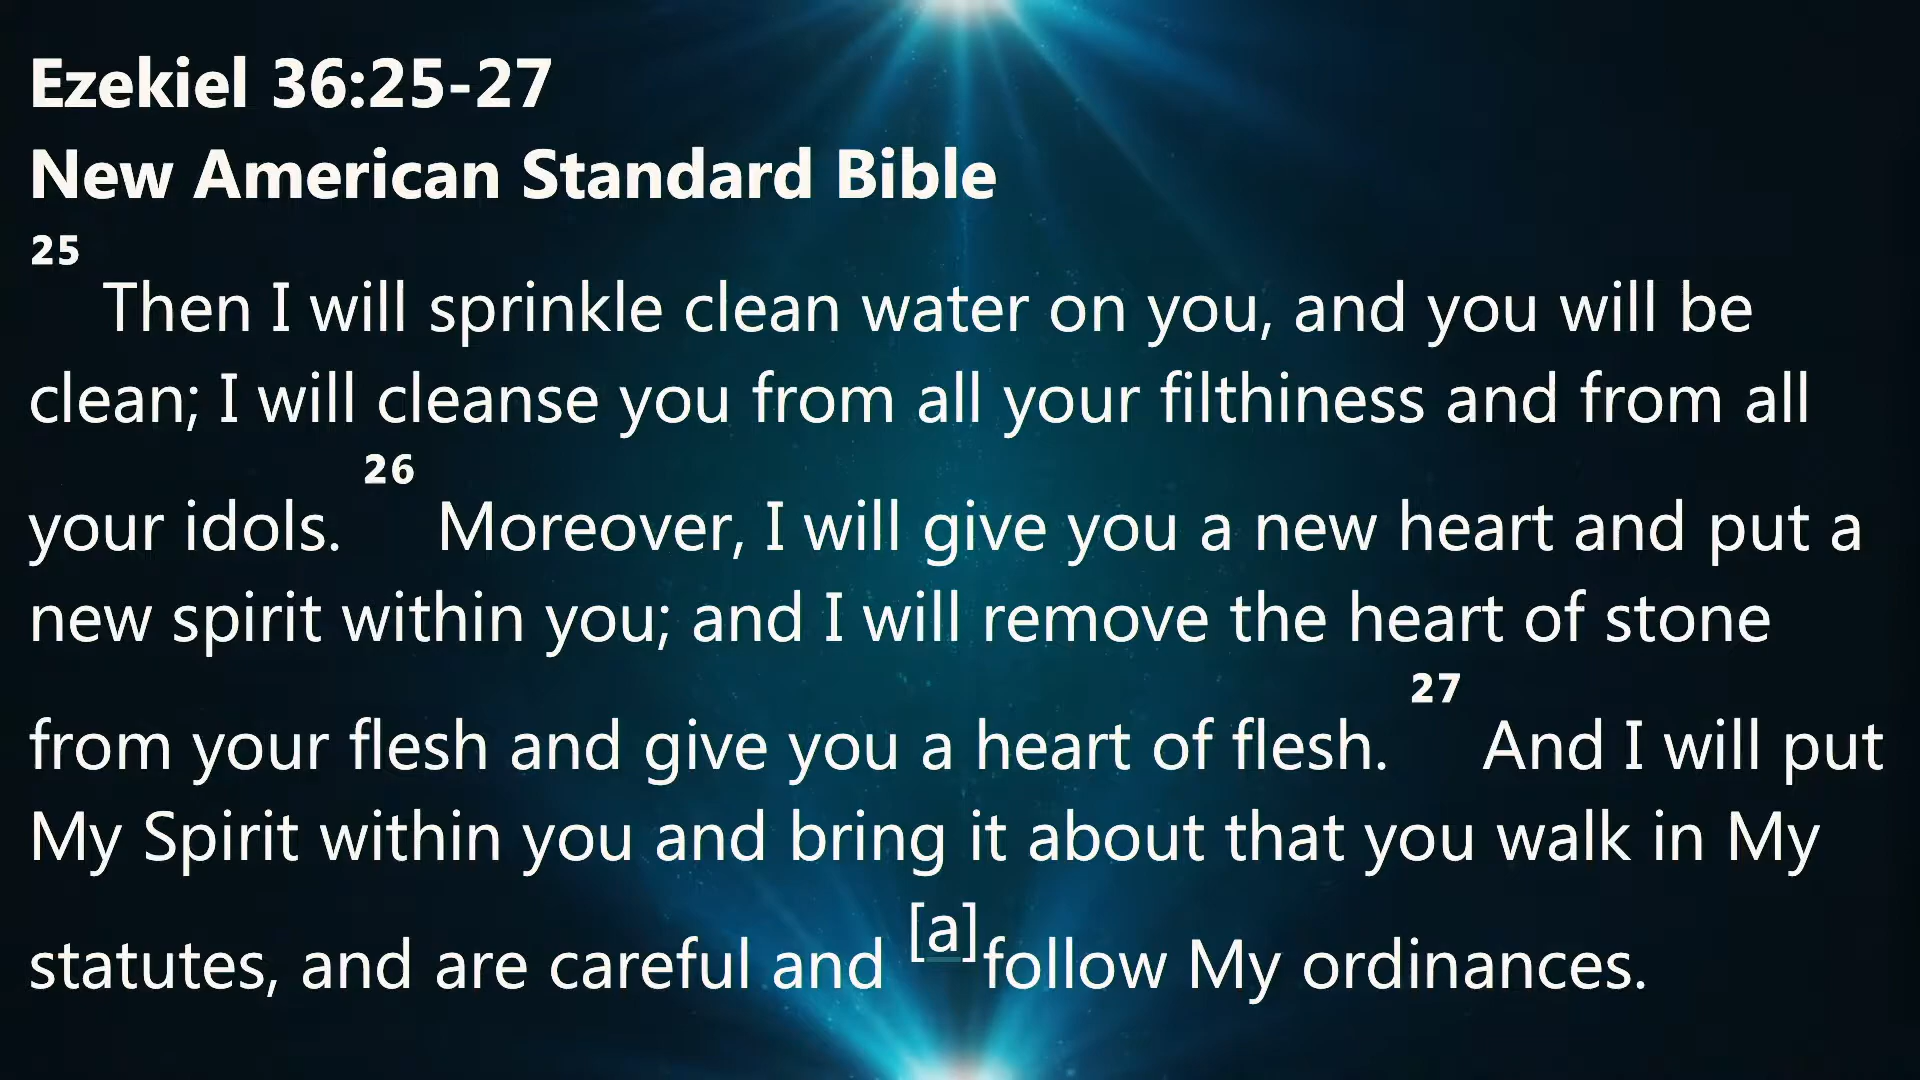 Ezekiel 36:25-27
New American Standard Bible
25 Then I will sprinkle clean water on you, and you will be
clean; I will cleanse you from all your filthiness and from all
your idols. 26 Moreover, I will give you a new heart and put a
new spirit within you; and I will remove the heart of stone
from your flesh and give you a heart of flesh. 27 And I will put
My Spirit within you and bring it about that you walk in My
statutes, and are careful and [a]follow My ordinances.